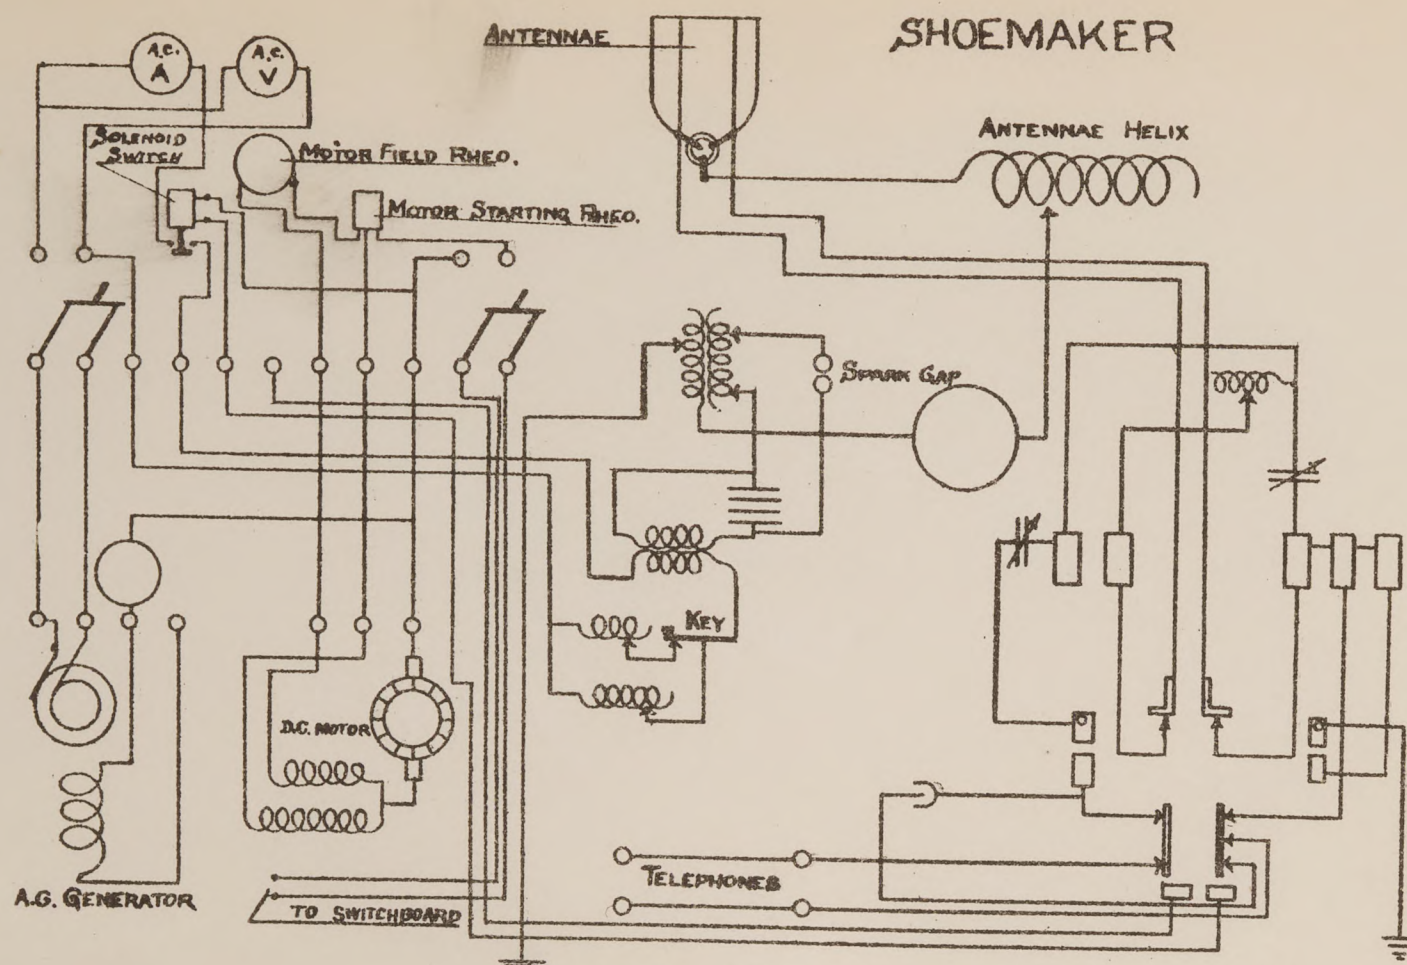 SHOEMAKER
ANTENNAE
A.C.
A
A.C.
V
SOLENOID
SWITCH
MOTOR FIELD RHEO.
MOTOR STARTING RHEO.
ANTENNAE HELIX
SPARK GAP
KEY
D.C. MOTOR
A.C. GENERATOR
TO SWITCHBOARD
TELEPHONES